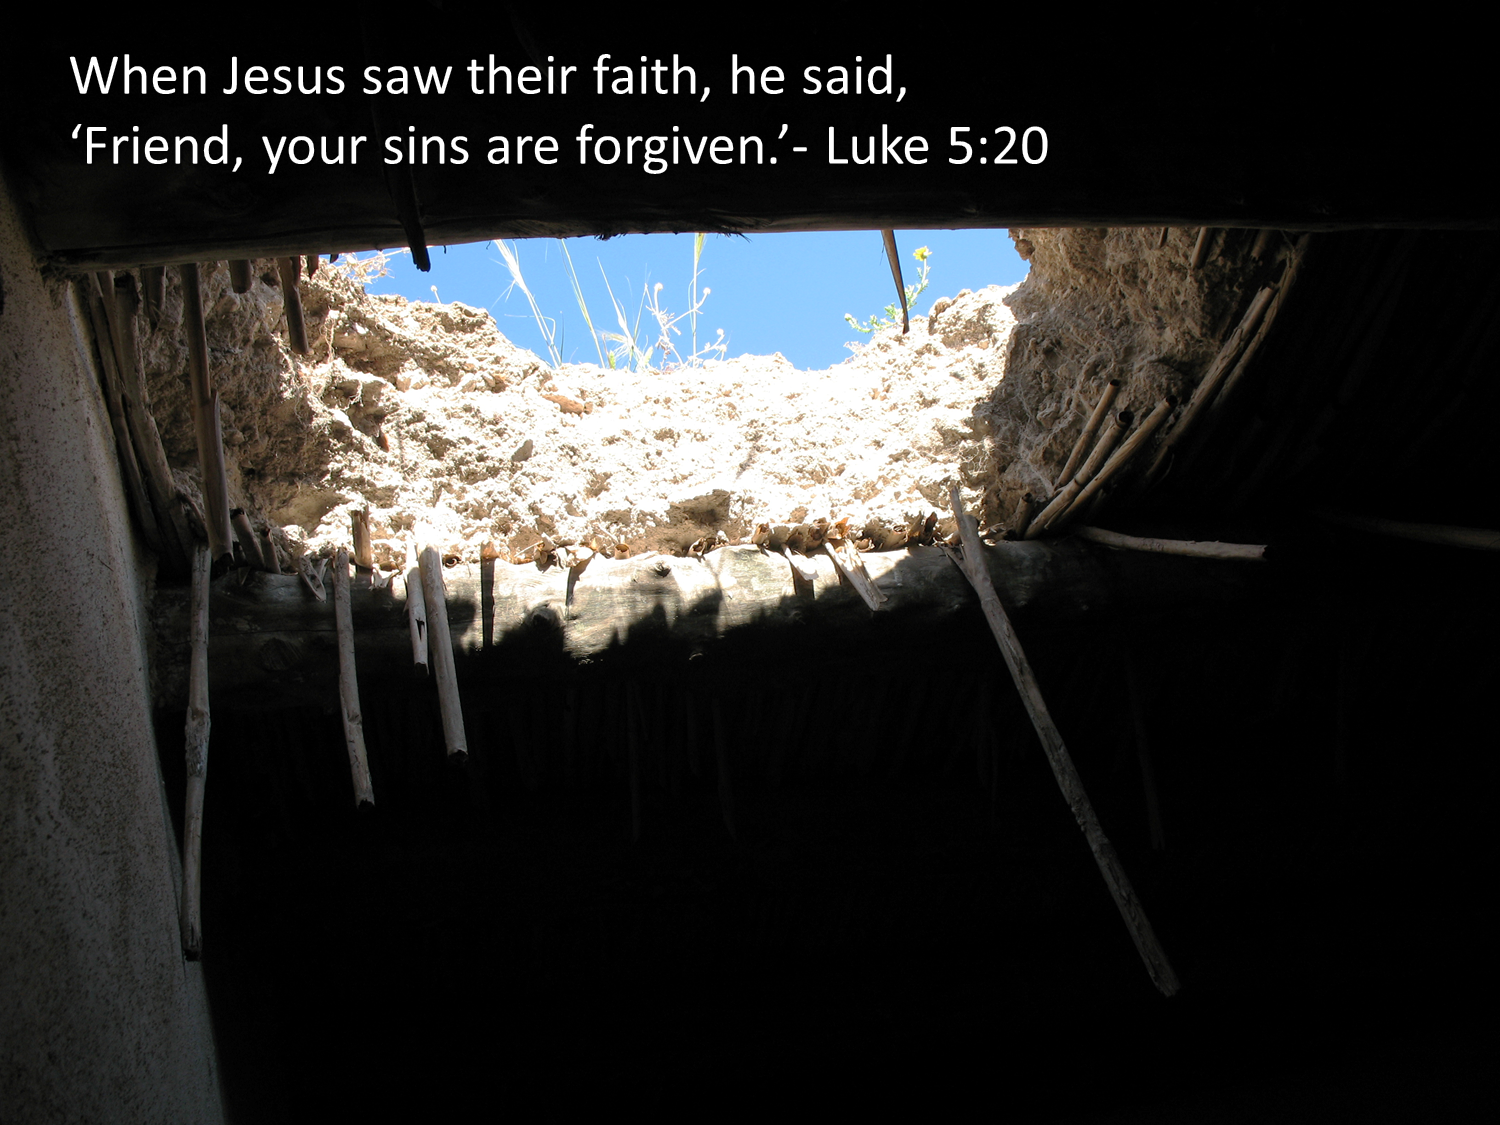 When Jesus saw their faith, he said,
‘Friend, your sins are forgiven.’- Luke 5:20